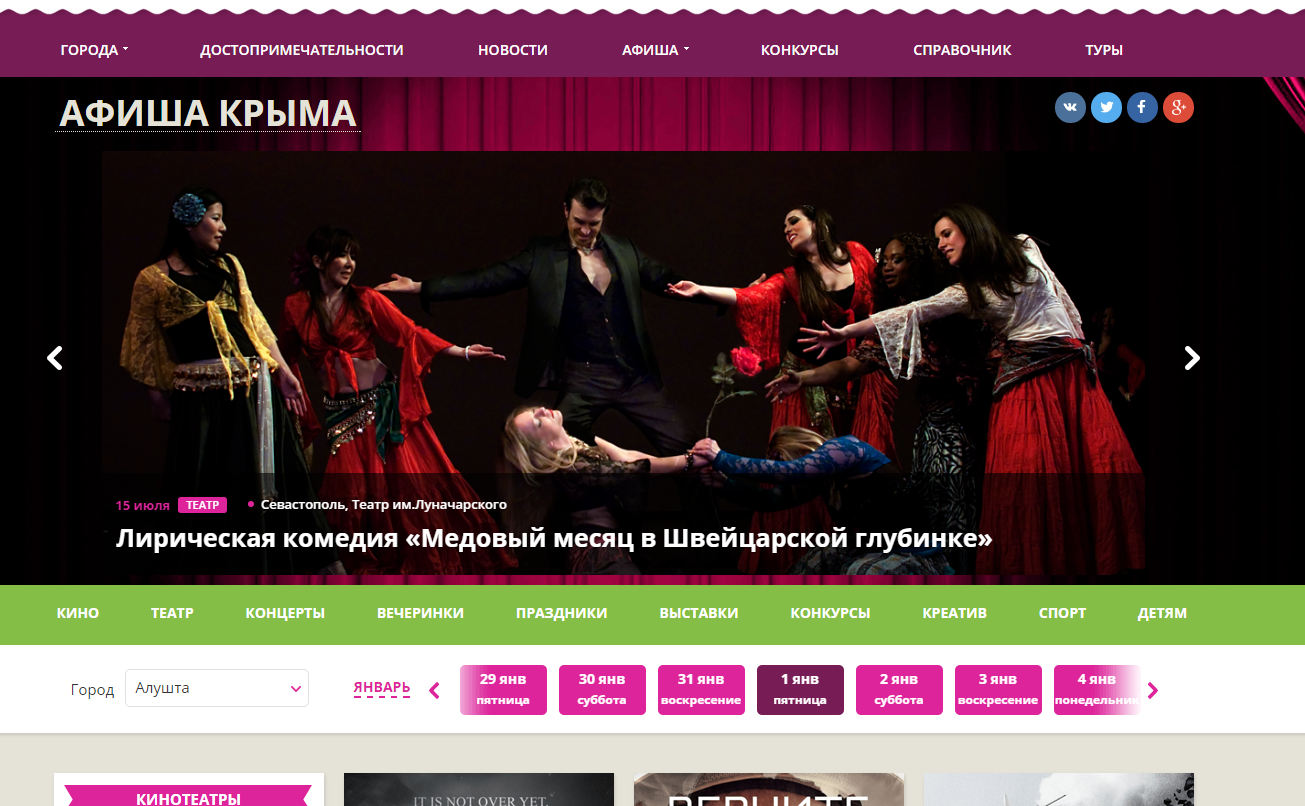 ГОРОДА
ДОСТОПРИМЕЧАТЕЛЬНОСТИ
НОВОСТИ
АФИША
КОНКУРСЫ
СПРАВОЧНИК
ТУРЫ
АФИША КРЫМА
15 июля ТЕАТР Севастополь, Театр им.Луначарского
Лирическая комедия «Медовый месяц в Швейцарской глубинке»
КИНО
ТЕАТР
КОНЦЕРТЫ
ВЕЧЕРИНКИ
ПРАЗДНИКИ
ВЫСТАВКИ
КОНКУРСЫ
КРЕАТИВ
СПОРТ
ДЕТЯМ
Город
Алушта
ЯНВАРЬ
29 янв
пятница
30 янв
суббота
31 янв
воскресение
1 янв
пятница
2 янв
суббота
3 янв
воскресение
4 янв
понедельник
КИНОТЕАТРЫ
IT IS NOT OVER YET.
ВЕРШИТЕ